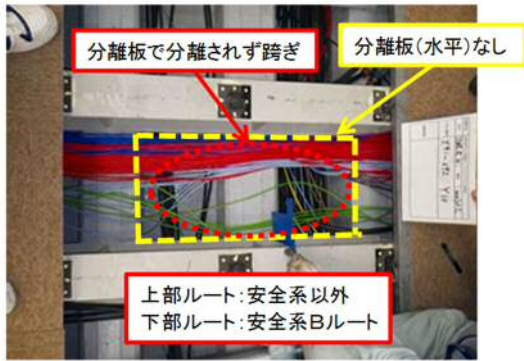 分離板で分離されず跨ぎ
分離板(水平)なし
上部ルート:安全系以外
下部ルート:安全系Bルート